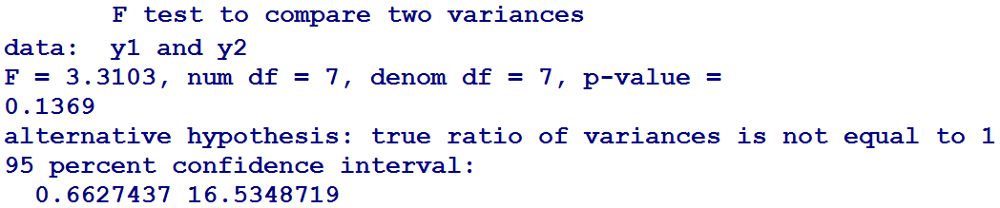 F test to compare two variances
data:  y1 and y2
F = 3.3103, num df = 7, denom df = 7, p-value =
0.1369
alternative hypothesis: true ratio of variances is not equal to 1
95 percent confidence interval:
0.6627437 16.5348719